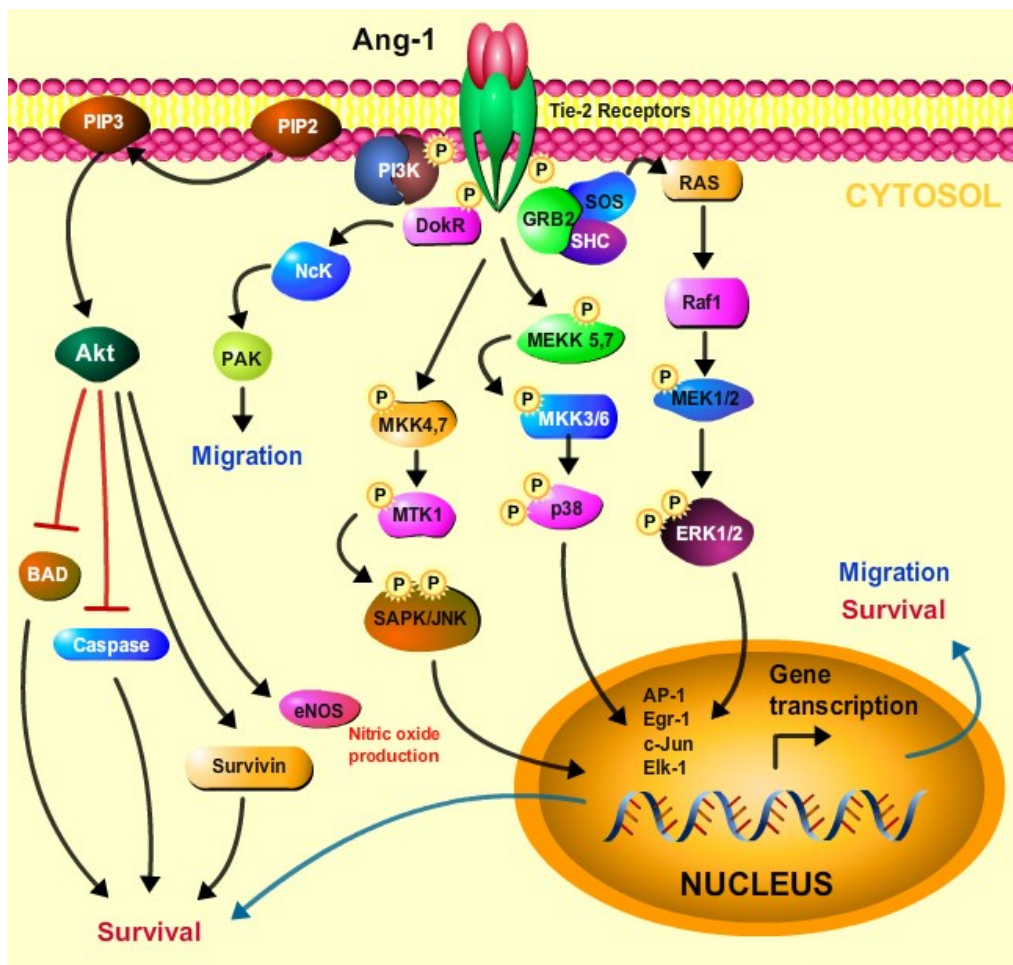 Ang-1
Tie-2 Receptors
PIP3
PIP2
PI3K
P
P
P
DokR
GRB2
SOS
SHC
RAS
CYTOSOL
NcK
Raf1
PAK
Akt
P
MEKK 5,7
P
MKK4,7
P
MKK3/6
P
MEK1/2
Migration
P
MTK1
P
P
p38
P
P
ERK1/2
BAD
Caspase
P
P
SAPK/JNK
Migration
Survival
eNOS
Nitric oxide
production
Survivin
AP-1
Egr-1
c-Jun
Elk-1
Gene
transcription
NUCLEUS
Survival